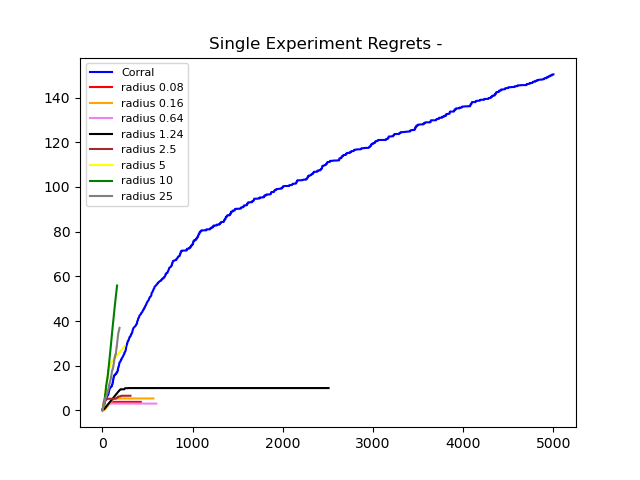 Single Experiment Regrets -
Corral
radius 0.08
radius 0.16
radius 0.64
radius 1.24
radius 2.5
radius 5
radius 10
radius 25
140
120
100
80
60
40
20
0
0 1000 2000 3000 4000 5000